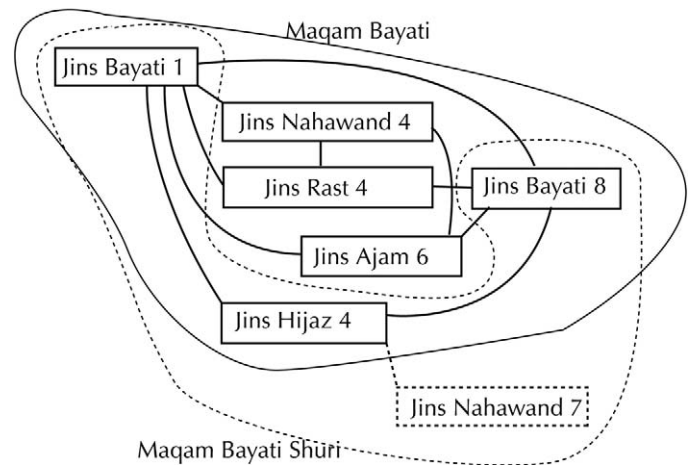 Maqam Bayati
Jins Bayati 1
Jins Nahawand 4
Jins Rast 4
Jins Bayati 8
Jins Ajam 6
Jins Hijaz 4
Jins Nahawand 7
Maqam Bayati Shuri